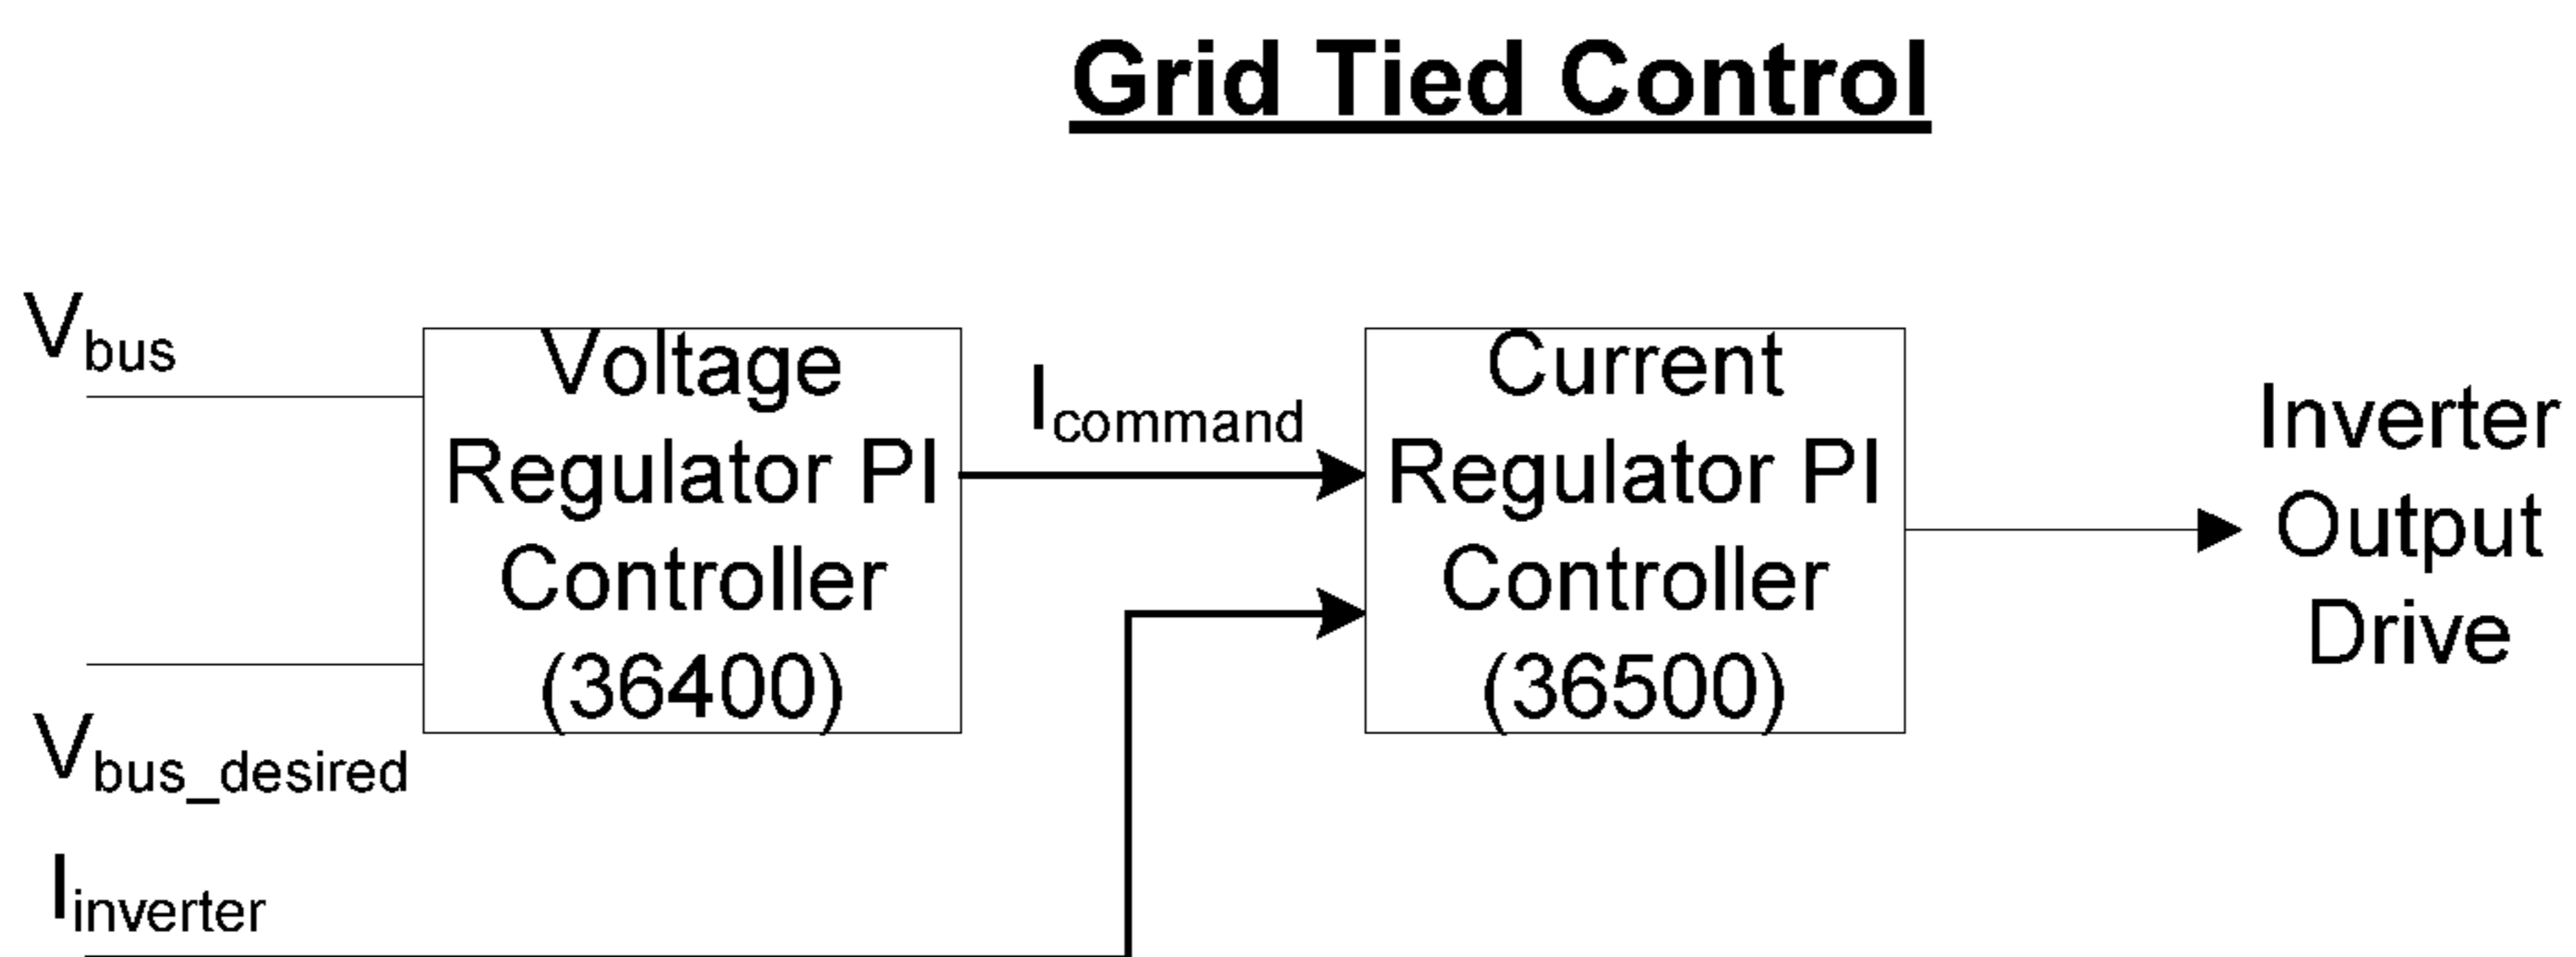 Grid Tied Control
Vbus
Voltage
Regulator PI
Controller
(36400)
Icommand
Current
Regulator PI
Controller
(36500)
Inverter
Output
Drive
Vbus_desired
Iinverter